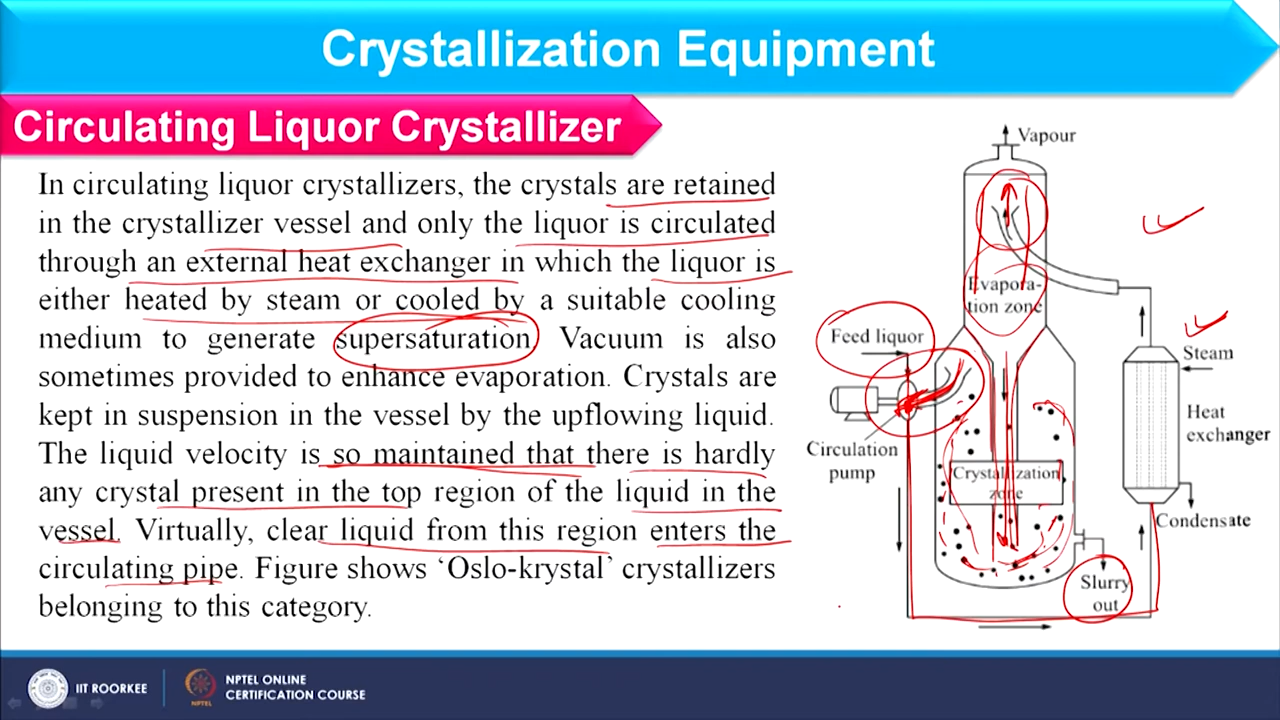 Crystallization Equipment
Circulating Liquor Crystallizer
In circulating liquor crystallizers, the crystals are retained
in the crystallizer vessel and only the liquor is circulated
through an external heat exchanger in which the liquor is
either heated by steam or cooled by a suitable cooling
medium to generate supersaturation. Vacuum is also
sometimes provided to enhance evaporation. Crystals are
kept in suspension in the vessel by the upflowing liquid.
The liquid velocity is so maintained that there is hardly
any crystal present in the top region of the liquid in the
vessel. Virtually, clear liquid from this region enters the
circulating pipe. Figure shows ‘Oslo-krystal’ crystallizers
belonging to this category.
Vapour
Evapora-
tion zone
Feed liquor
Steam
Heat
exchanger
Circulation
pump
Crystallization
zone
Condensate
Slurry
out
IIT ROORKEE
NPTEL
NPTEL ONLINE
CERTIFICATION COURSE